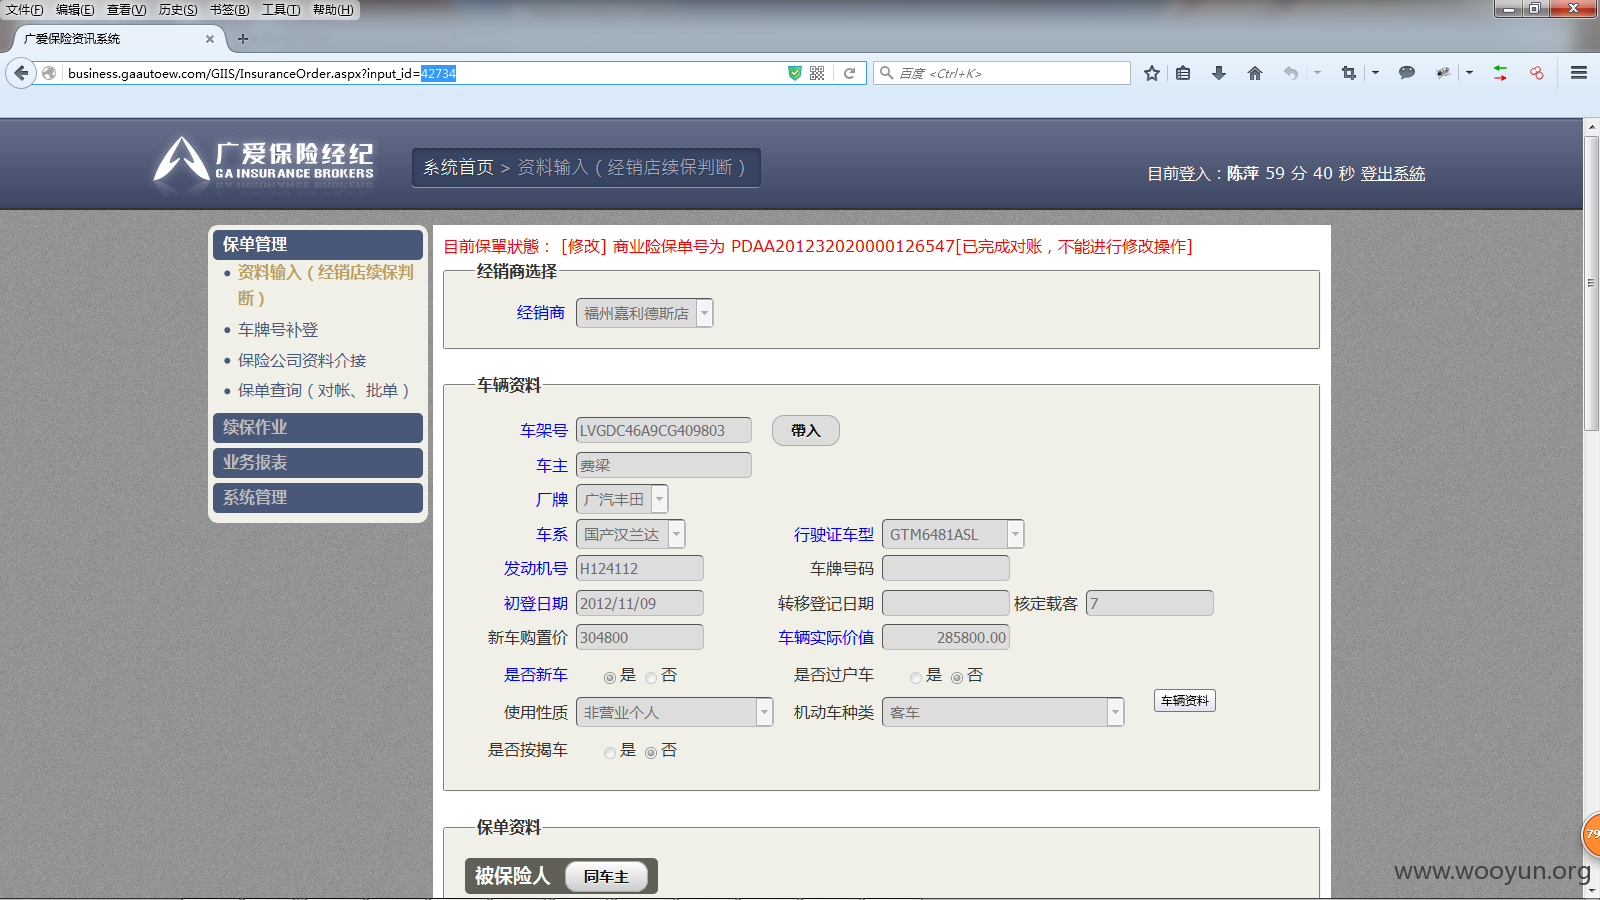 文件(F) 编辑(E) 查看(V) 历史(S) 书签(B) 工具(T) 帮助(H)
广爱保险资讯系统
business.gaautoew.com/GIIS/InsuranceOrder.aspx?input_id=42734
百度 <Ctrl+K>
广爱保险经纪
GA INSURANCE BROKERS
系统首页 > 资料输入（经销店续保判断）
目前登入：陈萍 59 分 40 秒 登出系統
保单管理
资料输入（经销店续保判
断）
车牌号补登
保险公司资料介接
保单查询（对帐、批单）
续保作业
业务报表
系统管理
目前保單狀態： [修改] 商业险保单号为 PDAA201232020000126547[已完成对账，不能进行修改操作]
经销商选择
经销商 福州嘉利德斯店
车辆资料
车架号 LVGDC46A9CG409803 帶入
车主 费梁
厂牌 广汽丰田
车系 国产汉兰达 行驶证车型 GTM6481ASL
发动机号 H124112 车牌号码
初登日期 2012/11/09 转移登记日期 核定载客 7
新车购置价 304800 车辆实际价值 285800.00
是否新车 是 否 是否过户车 是 否
使用性质 非营业个人 机动车种类 客车 车辆资料
是否按揭车 是 否
保单资料
被保险人 同车主
79
www.wooyun.org